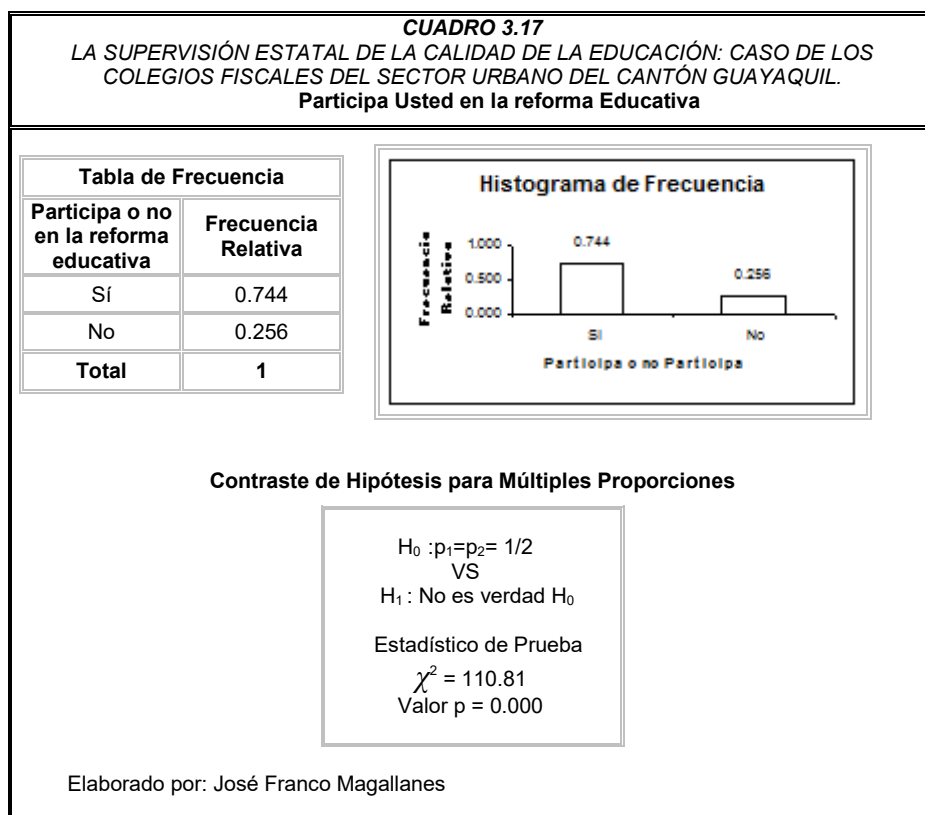 CUADRO 3.17
LA SUPERVISIÓN ESTATAL DE LA CALIDAD DE LA EDUCACIÓN: CASO DE LOS
COLEGIOS FISCALES DEL SECTOR URBANO DEL CANTÓN GUAYAQUIL.
Participa Usted en la reforma Educativa
Tabla de Frecuencia
Participa o no
en la reforma
educativa
Frecuencia
Relativa
Sí 0.744
No 0.256
Total 1
Histograma de Frecuencia
Frecuencia
Relativa
1.000
0.500
0.000
0.744
0.256
Sí
No
Participa o no Participa
Contraste de Hipótesis para Múltiples Proporciones
H₀ :p₁=p₂= 1/2
VS
H₁ : No es verdad H₀
Estadístico de Prueba
χ² = 110.81
Valor p = 0.000
Elaborado por: José Franco Magallanes